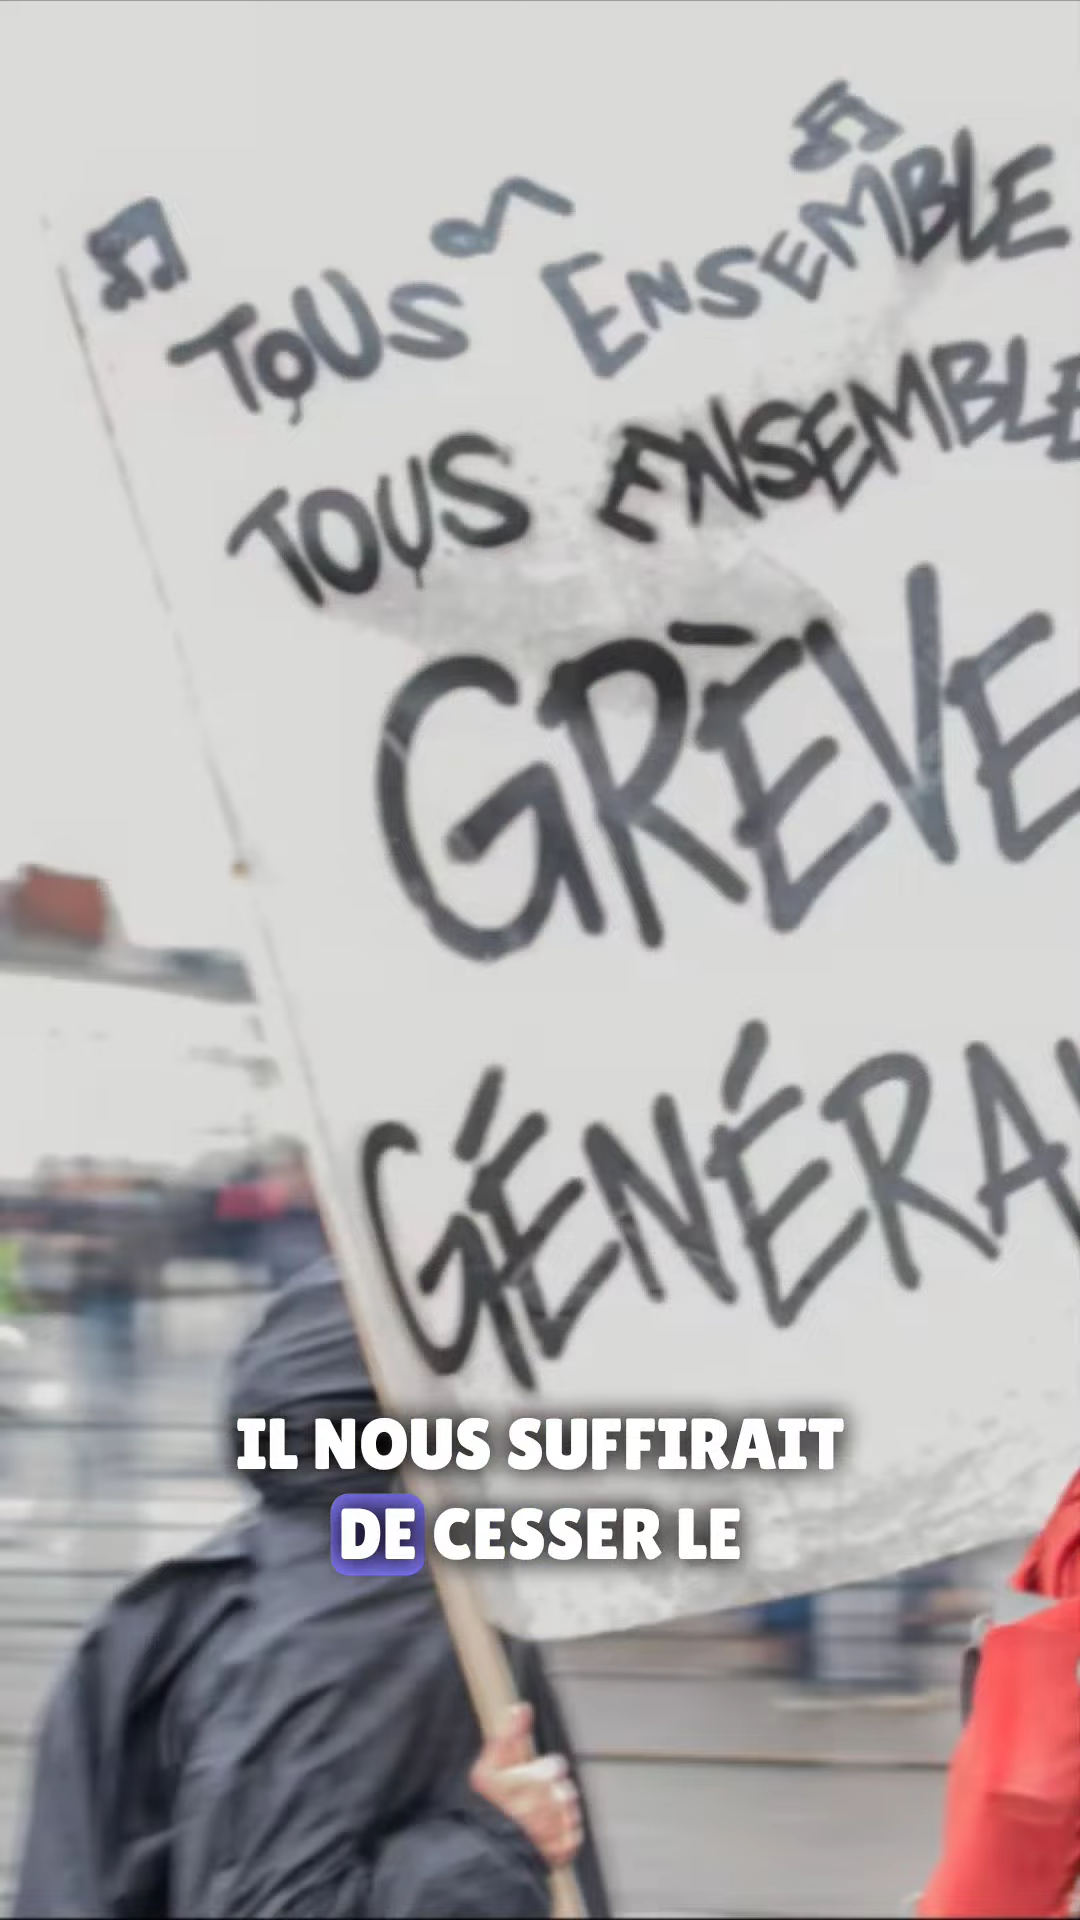 TOUS ENSEMBLE
TOUS ENSEMBLE
GRÈVE
GÉNÉRA
IL NOUS SUFFIRAIT
DE CESSER LE